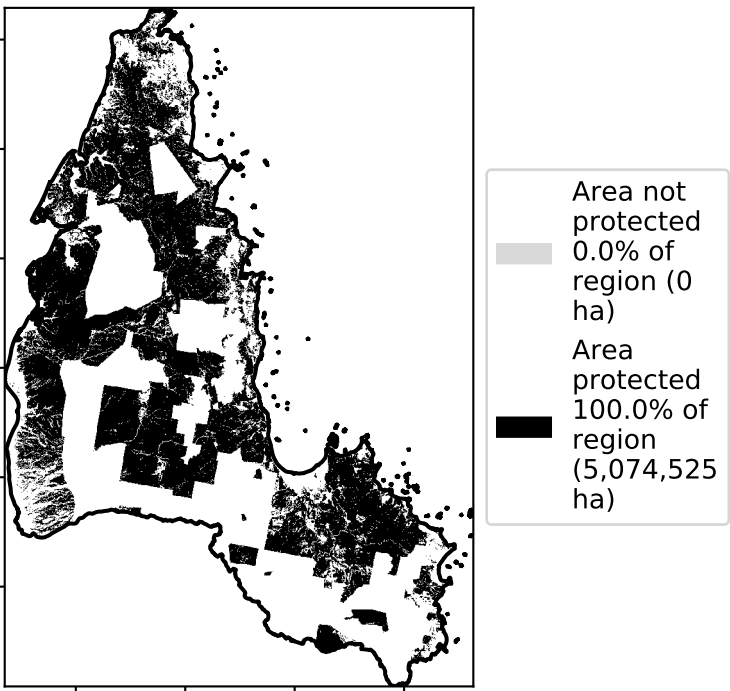 Area not
protected
0.0% of
region (0
ha)
Area
protected
100.0% of
region
(5,074,525
ha)